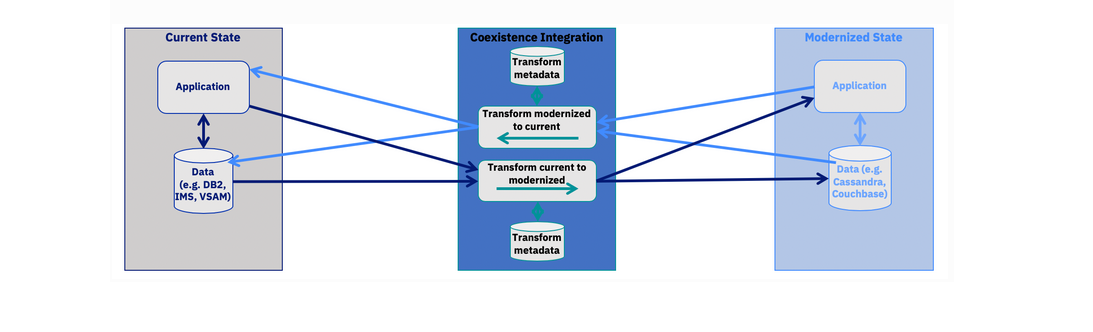 Current State
Application
Data
(e.g. DB2,
IMS, VSAM)
Coexistence Integration
Transform
metadata
Transform modernized
to current
Transform current to
modernized
Transform
metadata
Modernized State
Application
Data (e.g.
Cassandra,
Couchbase)